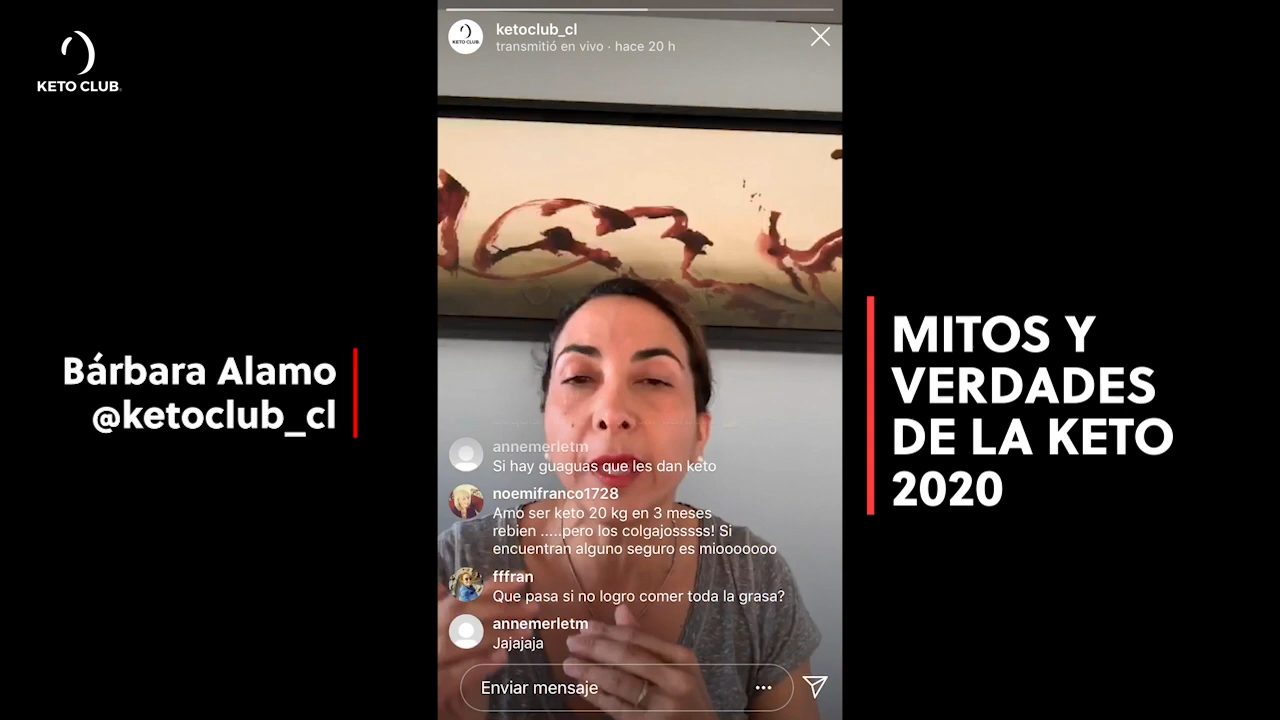 KETO CLUB
Bárbara Alamo
@ketoclub_cl
KETO CLUB
ketoclub_cl
transmitió en vivo · hace 20 h
annemerletm
Si hay guaguas que les dan keto
noemifranco1728
Amo ser keto 20 kg en 3 meses
rebien .....pero los colgajosssss! Si
encuentran alguno seguro es miooooooo
fffran
Que pasa si no logro comer toda la grasa?
annemerletm
Jajajaja
Enviar mensaje
MITOS Y
VERDADES
DE LA KETO
2020